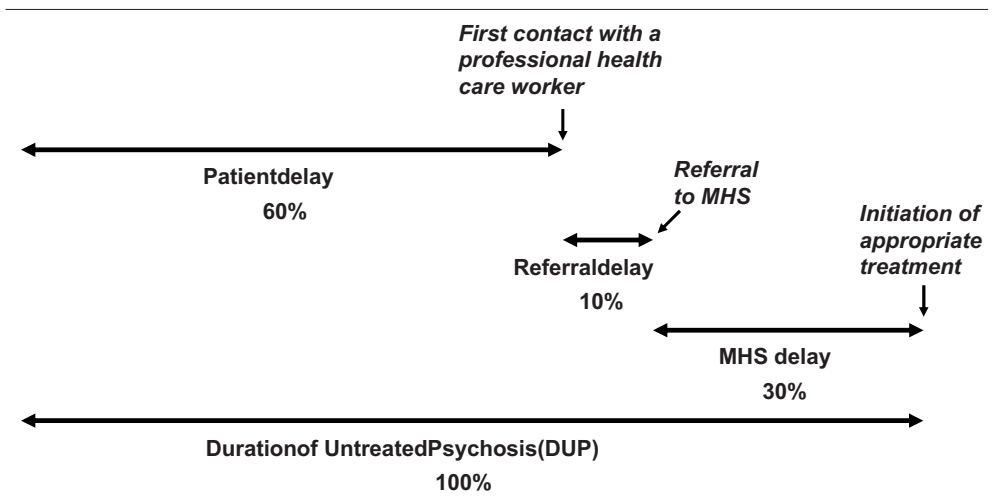 First contact with a
professional health
care worker
Patientdelay
60%
Referral
to MHS
Referraldelay
10%
Initiation of
appropriate
treatment
MHS delay
30%
Durationof UntreatedPsychosis(DUP)
100%